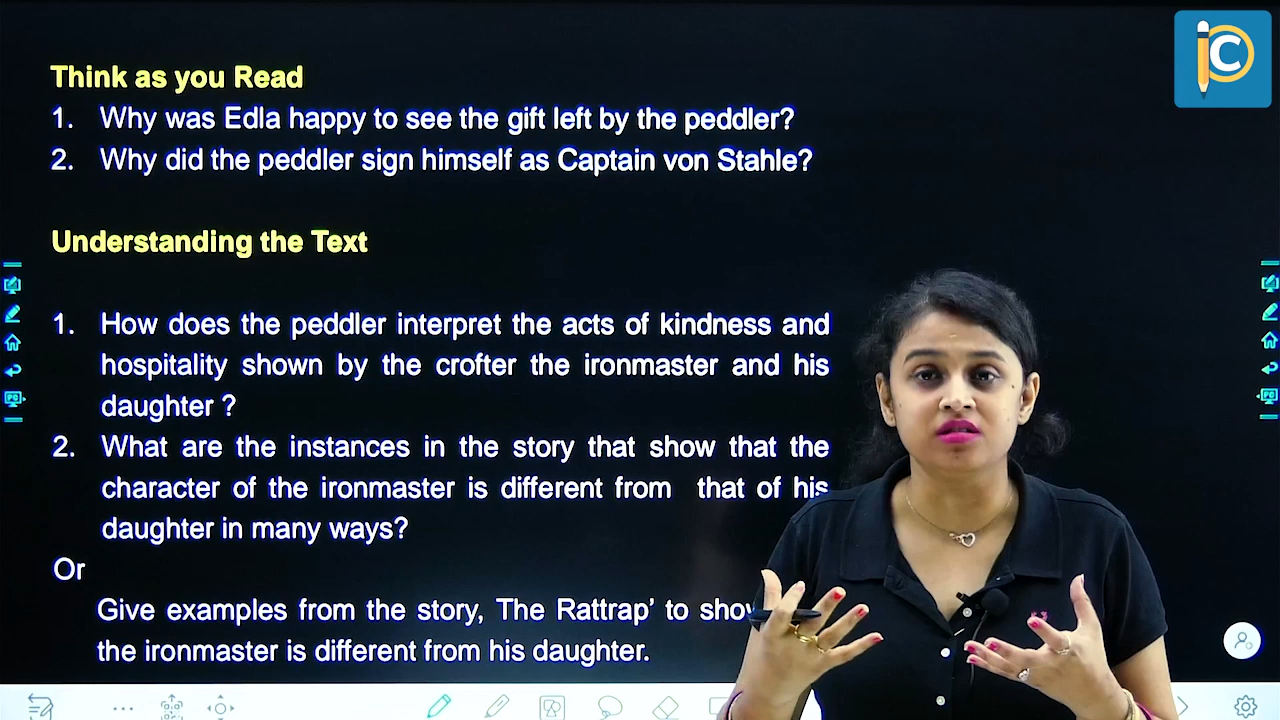 Think as you Read
1. Why was Edla happy to see the gift left by the peddler?
2. Why did the peddler sign himself as Captain von Stahle?
Understanding the Text
1. How does the peddler interpret the acts of kindness and
hospitality shown by the crofter the ironmaster and his
daughter ?
2. What are the instances in the story that show that the
character of the ironmaster is different from that of his
daughter in many ways?
Or
Give examples from the story, The Rattrap’ to
the ironmaster is different from his daughter.